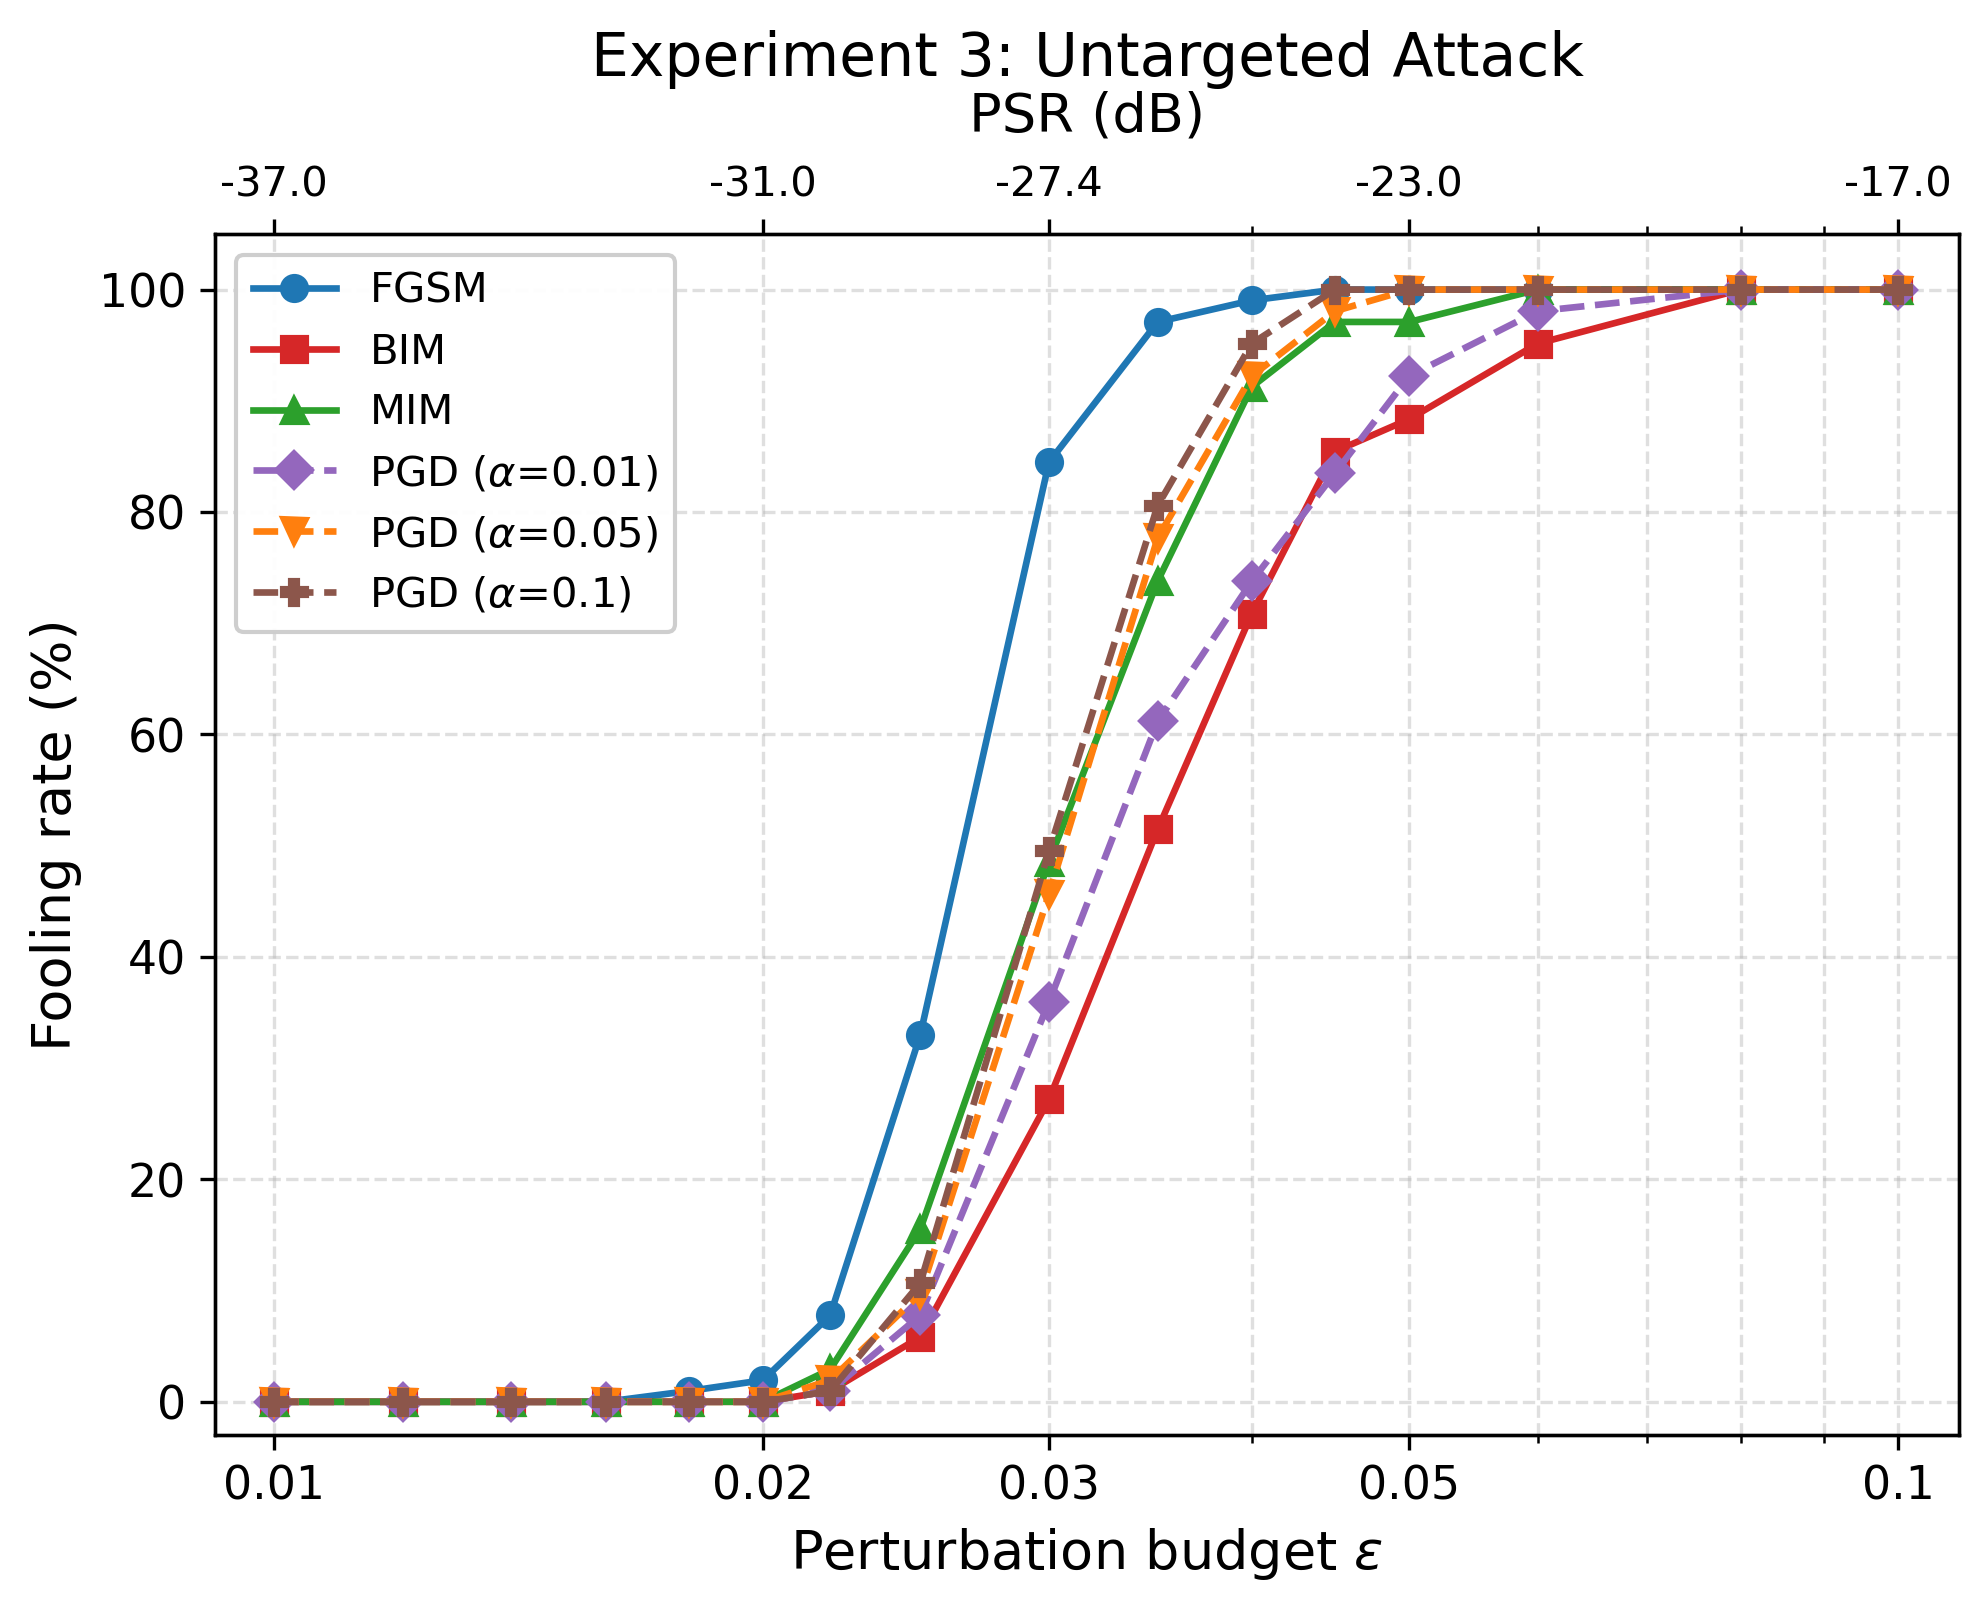 Experiment 3: Untargeted Attack
PSR (dB)
-37.0 -31.0 -27.4 -23.0 -17.0
FGSM
BIM
MIM
PGD (α=0.01)
PGD (α=0.05)
PGD (α=0.1)
Fooling rate (%)
100
80
60
40
20
0
0.01 0.02 0.03 0.05 0.1
Perturbation budget ε